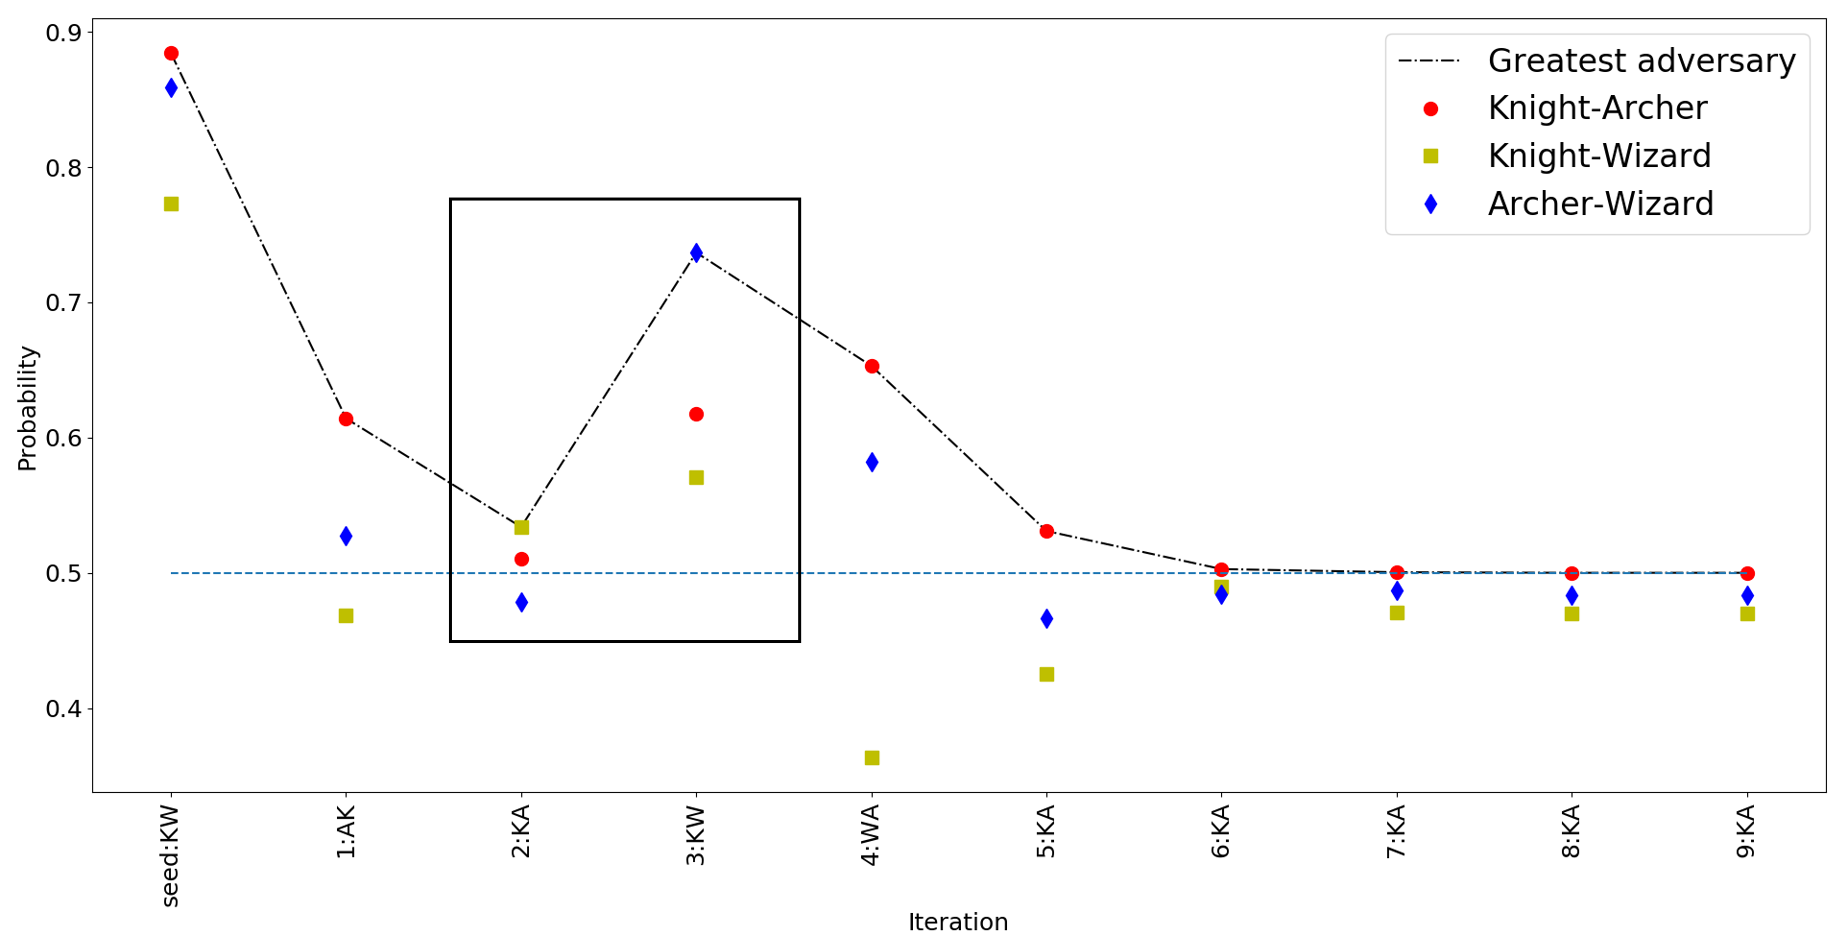 0.9
0.8
0.7
0.6
0.5
0.4
Probability
Greatest adversary
Knight-Archer
Knight-Wizard
Archer-Wizard
seed:KW
1:AK
2:KA
3:KW
4:WA
5:KA
6:KA
7:KA
8:KA
9:KA
Iteration